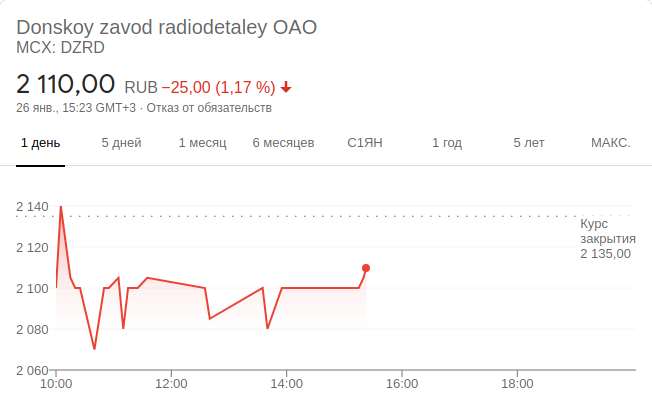 Donskoy zavod radiodetaley OAO
MCX: DZRD
2 110,00 RUB −25,00 (1,17 %)
26 янв., 15:23 GMT+3 · Отказ от обязательств
1 день 5 дней 1 месяц 6 месяцев С1ЯН 1 год 5 лет МАКС.
2 140
Курс
закрытия
2 135,00
2 120
2 100
2 080
2 060
10:00 12:00 14:00 16:00 18:00